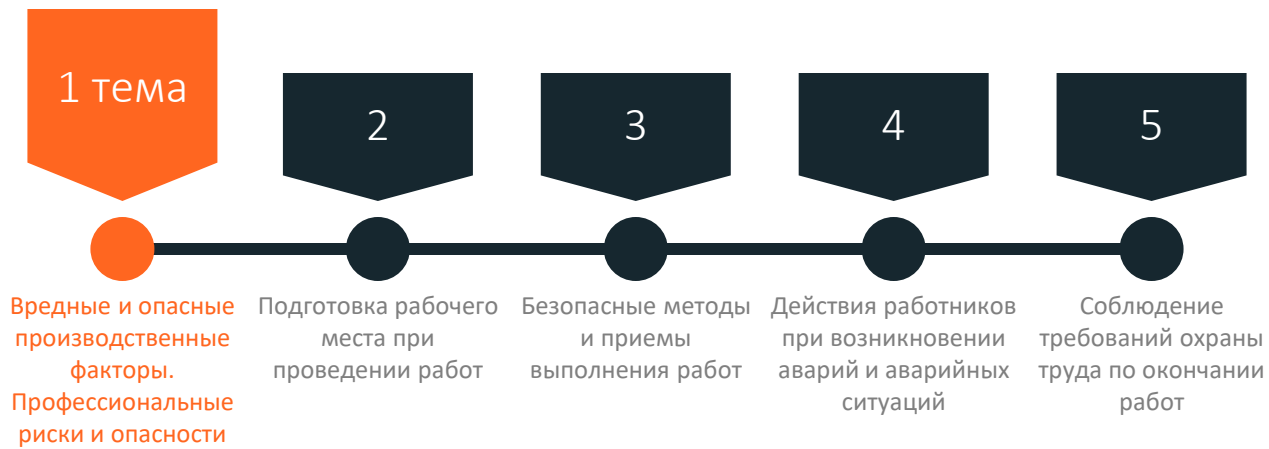 1 тема
2
3
4
5
Вредные и опасные
производственные
факторы.
Профессиональные
риски и опасности
Подготовка рабочего
места при
проведении работ
Безопасные методы
и приемы
выполнения работ
Действия работников
при возникновении
аварий и аварийных
ситуаций
Соблюдение
требований охраны
труда по окончании
работ